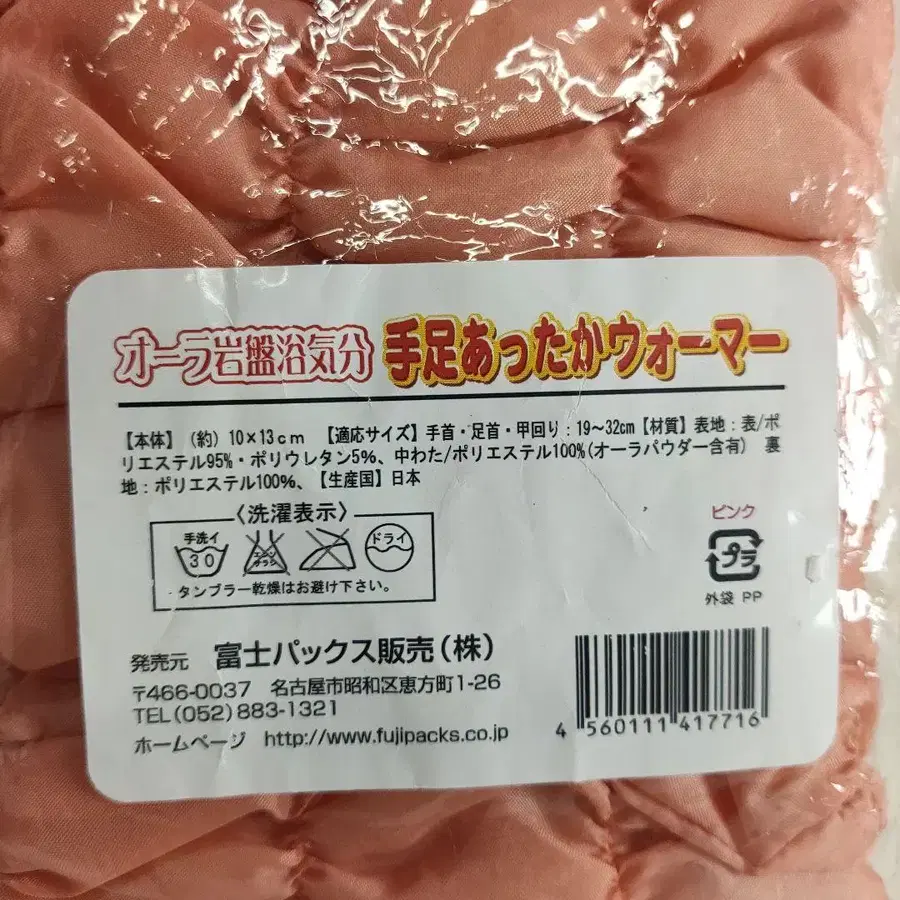 オーラ岩盤浴気分 手足あったかウォーマー
【本体】（約）10×13cm 【適応サイズ】手首・足首・甲回り：19～32cm【材質】表地：表/ポ
リエステル95%・ポリウレタン5%、中わた/ポリエステル100%(オーラパウダー含有) 裏
地：ポリエステル100%、【生産国】日本
〈洗濯表示〉
手洗イ 30 エンソサラシ ドライ
・タンブラー乾燥はお避け下さい。
ピンク
プラ
外袋 PP
発売元 富士パックス販売(株)
〒466-0037 名古屋市昭和区恵方町1-26
TEL(052)883-1321
ホームページ http://www.fujipacks.co.jp
4 560111 417716